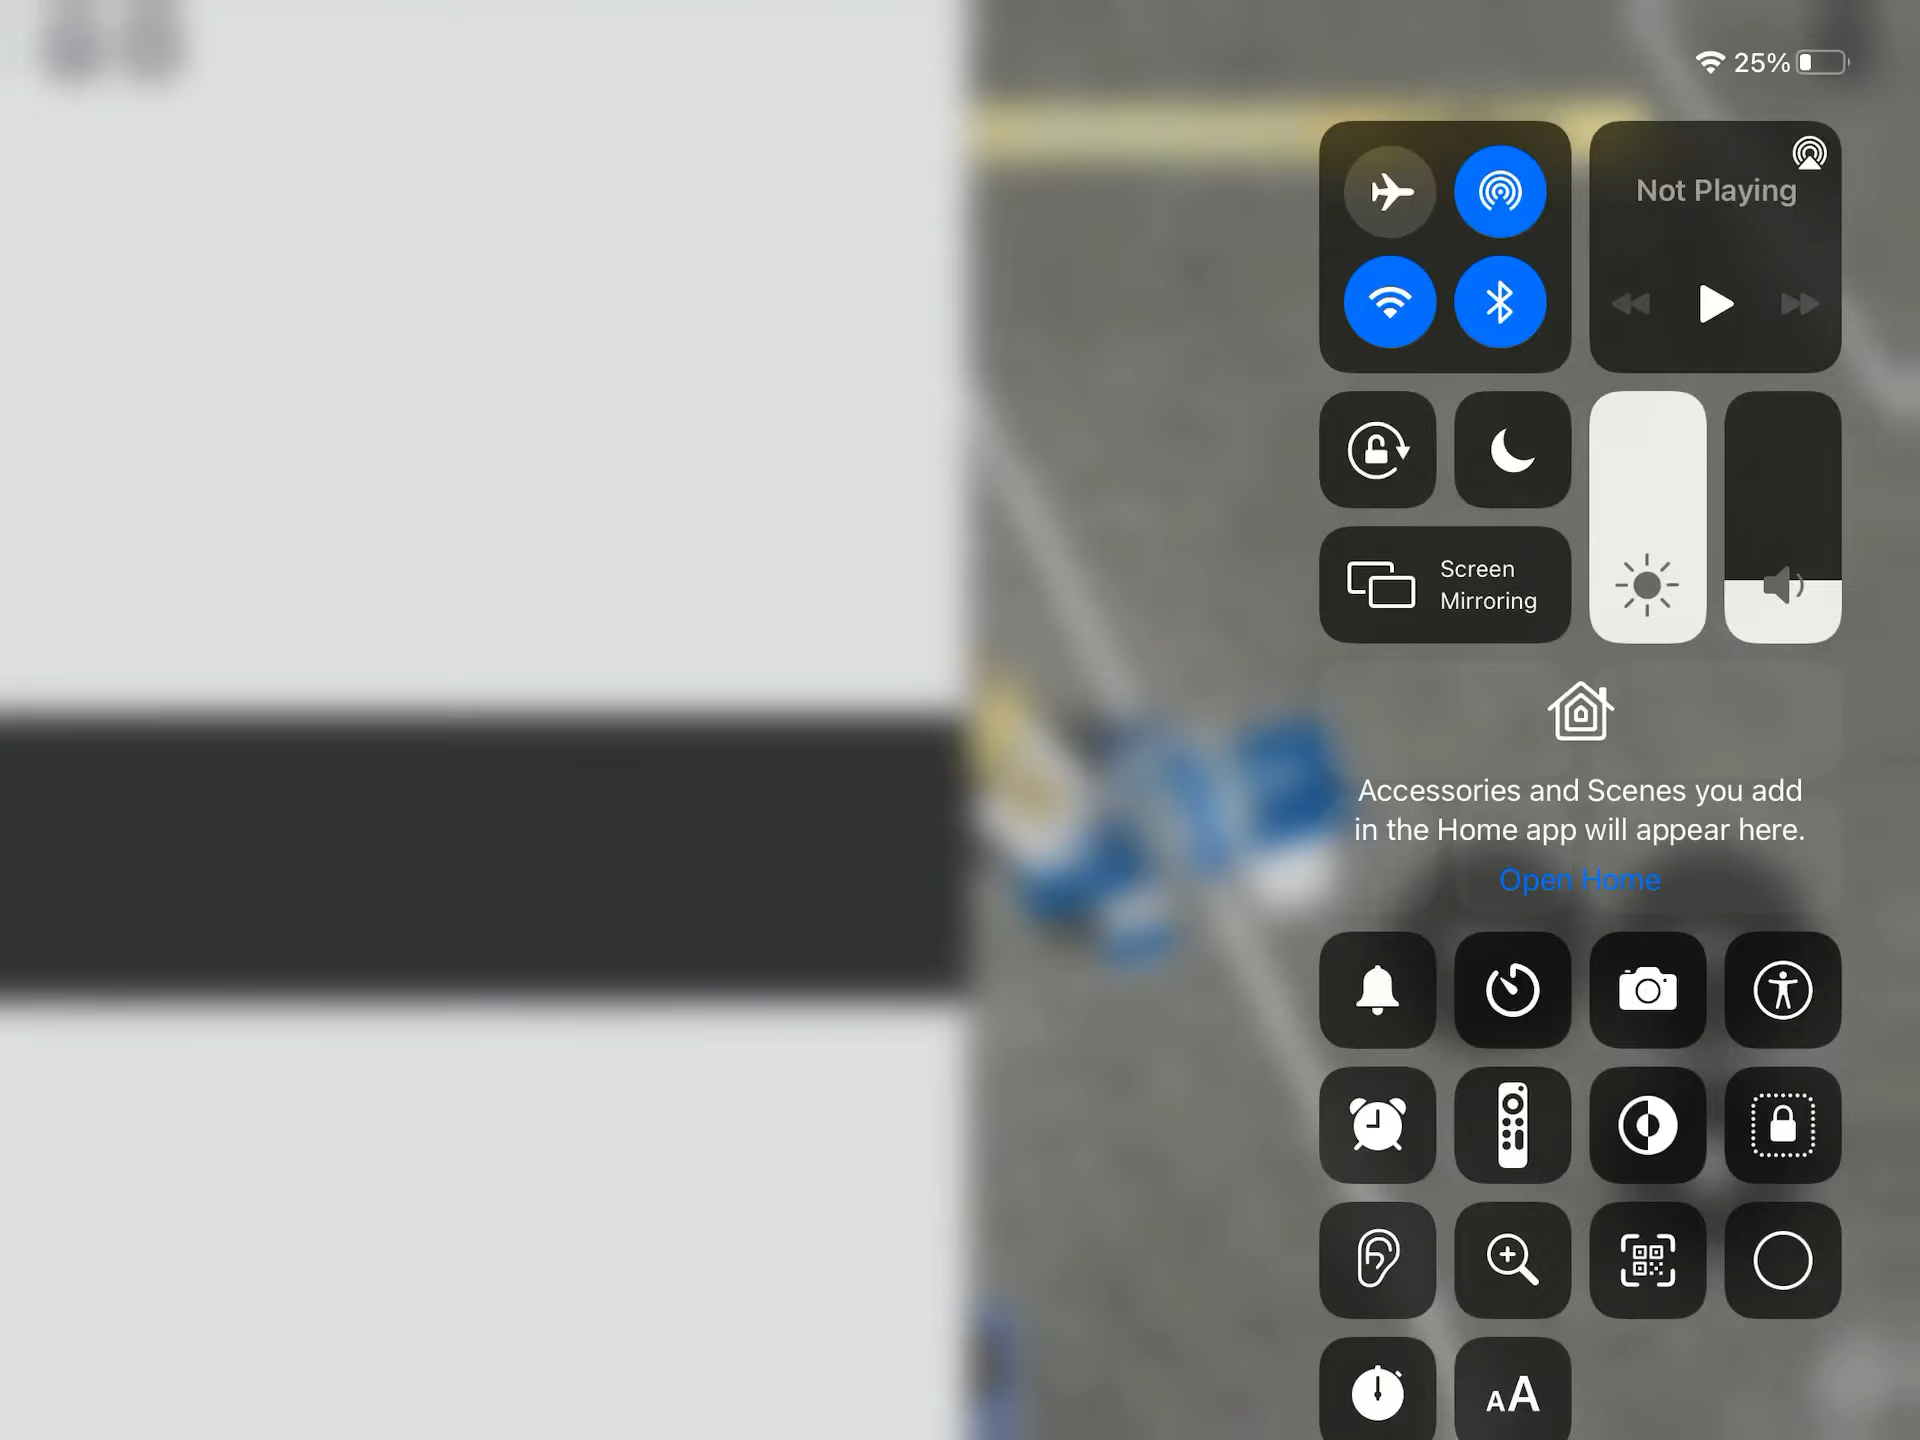 25%
Not Playing
Screen
Mirroring
Accessories and Scenes you add
in the Home app will appear here.
Open Home
AA